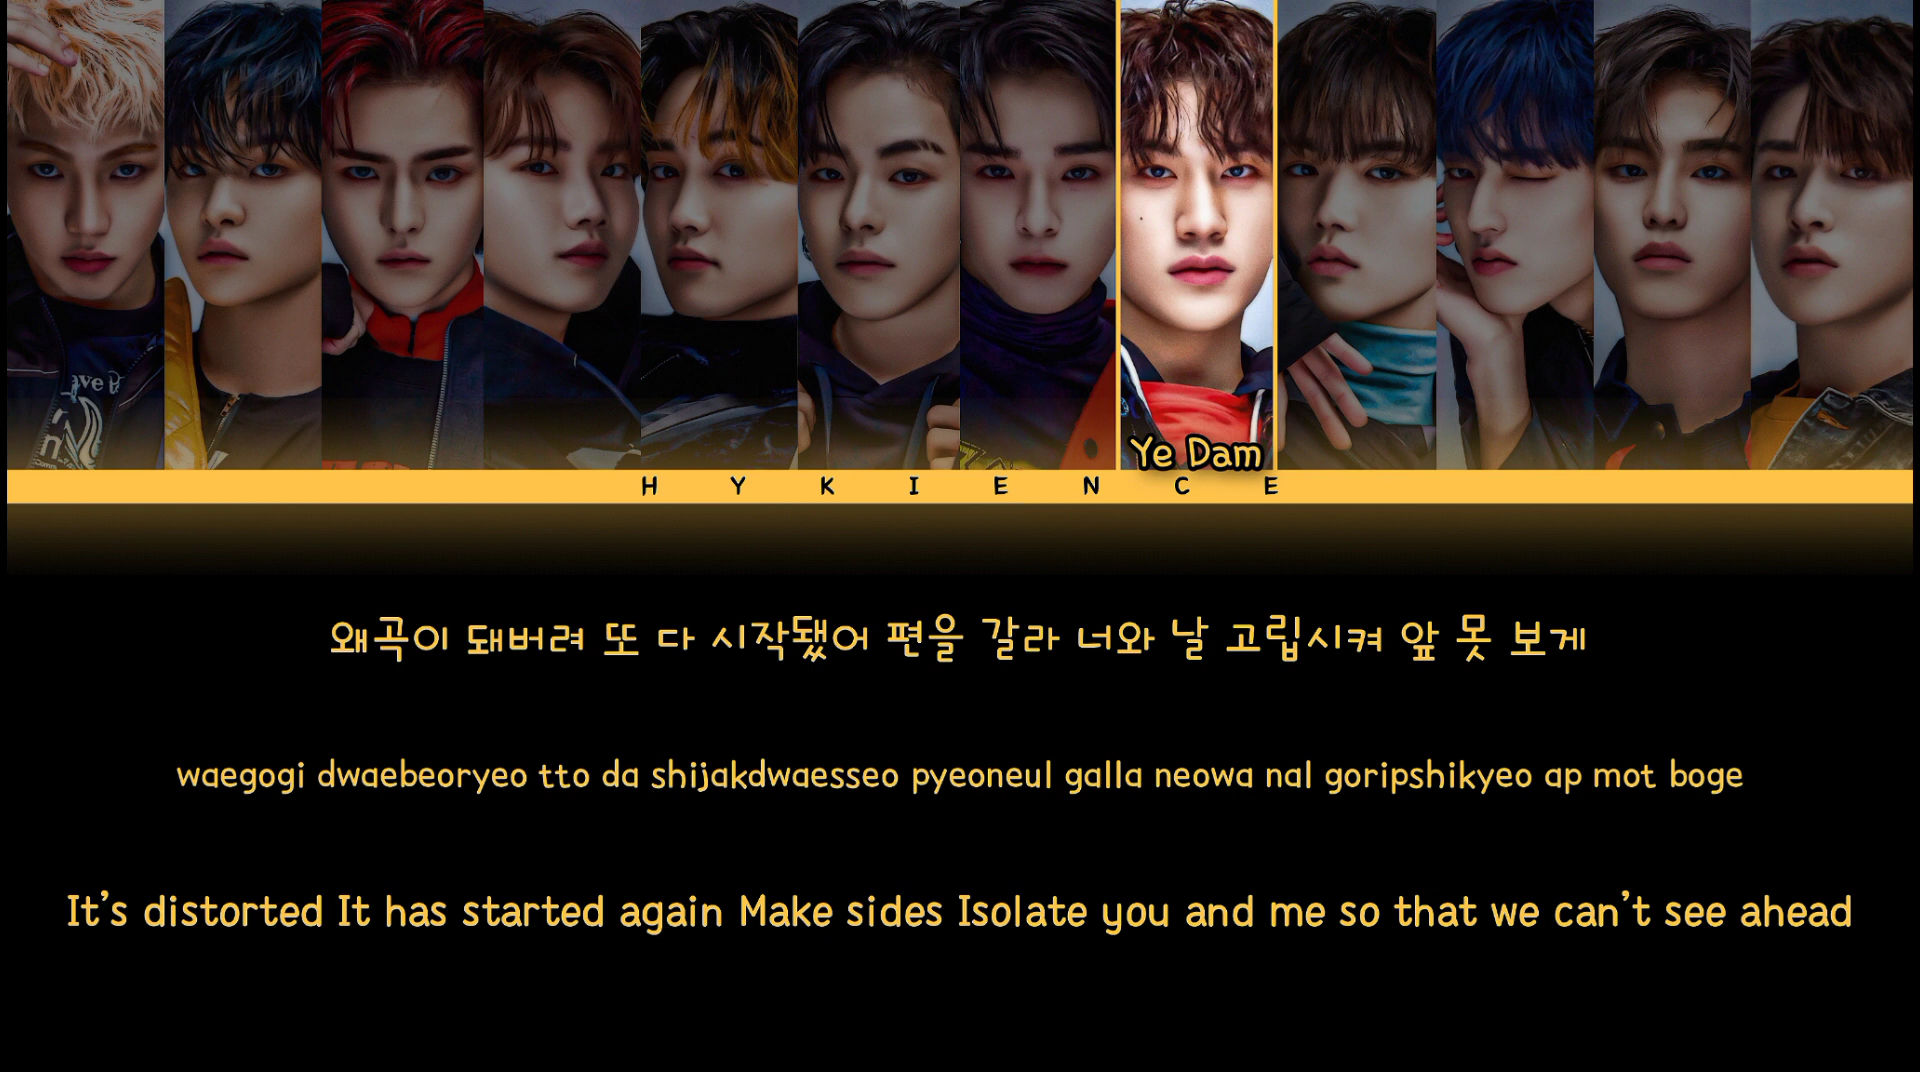 Ye Dam
H Y K I E N C E
왜곡이 돼버려 또 다 시작됐어 편을 갈라 너와 날 고립시켜 앞 못 보게
waegogi dwaebeoryeo tto da shijakdwaesseo pyeoneul galla neowa nal goripshikyeo ap mot boge
It's distorted It has started again Make sides Isolate you and me so that we can't see ahead